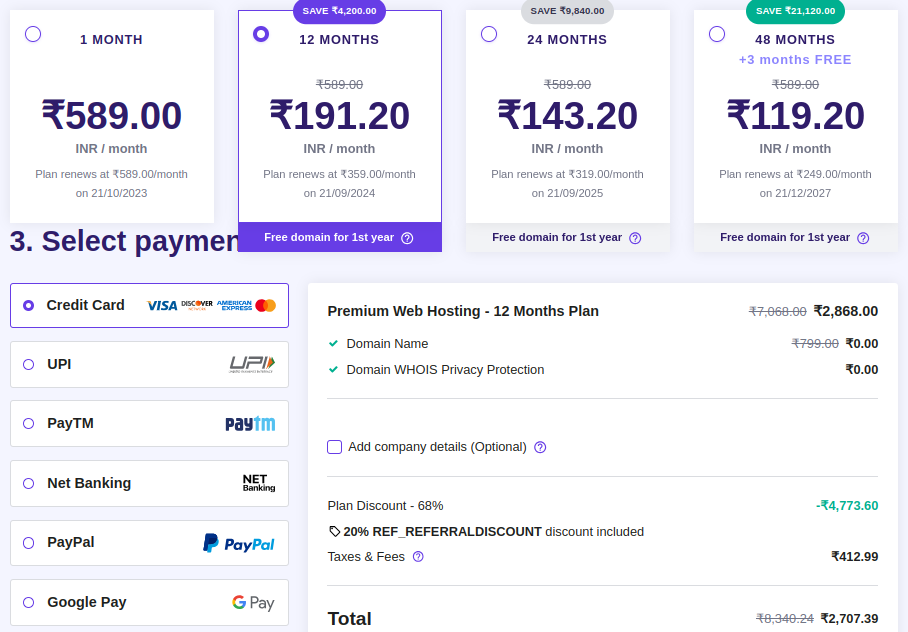 SAVE ₹4,200.00
SAVE ₹9,840.00
SAVE ₹21,120.00
1 MONTH
12 MONTHS
24 MONTHS
48 MONTHS
+3 months FREE
₹589.00
₹589.00
₹589.00
₹589.00
₹191.20
₹143.20
₹119.20
INR / month
INR / month
INR / month
INR / month
Plan renews at ₹589.00/month
on 21/10/2023
Plan renews at ₹359.00/month
on 21/09/2024
Plan renews at ₹319.00/month
on 21/09/2025
Plan renews at ₹249.00/month
on 21/12/2027
Free domain for 1st year ?
Free domain for 1st year ?
Free domain for 1st year ?
3. Select paymen
Credit Card VISA DISCOVER NETWORK AMERICAN EXPRESS
UPI UPI
PayTM paytm
Net Banking NET
Banking
PayPal PayPal
Google Pay G Pay
Premium Web Hosting - 12 Months Plan ₹7,068.00 ₹2,868.00
Domain Name ₹799.00 ₹0.00
Domain WHOIS Privacy Protection ₹0.00
Add company details (Optional) ?
Plan Discount - 68% -₹4,773.60
20% REF_REFERRALDISCOUNT discount included
Taxes & Fees ? ₹412.99
Total ₹8,340.24 ₹2,707.39